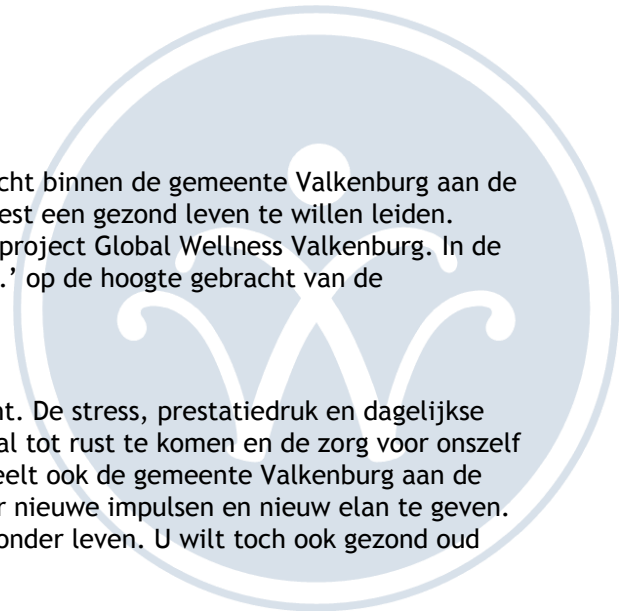 cht binnen de gemeente Valkenburg aan de
est een gezond leven te willen leiden.
project Global Wellness Valkenburg. In de
.’ op de hoogte gebracht van de
nt. De stress, prestatiedruk en dagelijkse
al tot rust te komen en de zorg voor onszelf
eelt ook de gemeente Valkenburg aan de
r nieuwe impulsen en nieuw elan te geven.
onder leven. U wilt toch ook gezond oud